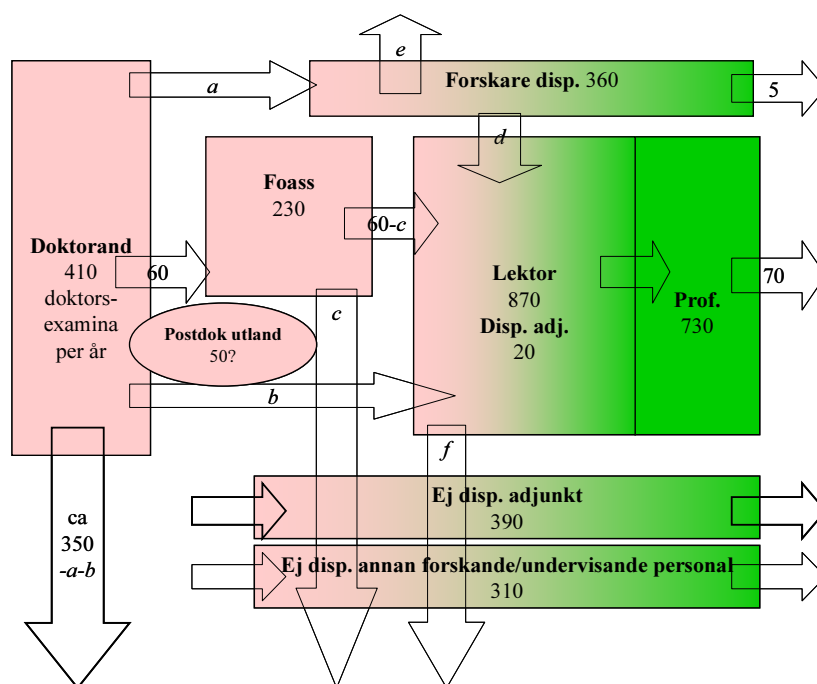 e
a
Forskare disp. 360
5
d
Foass
230
60-c
Doktorand
410
doktors-
examina
per år
60
Lektor
870
Disp. adj.
20
Prof.
730
70
c
Postdok utland
50?
b
f
Ej disp. adjunkt
390
ca
350
-a-b
Ej disp. annan forskande/undervisande personal
310